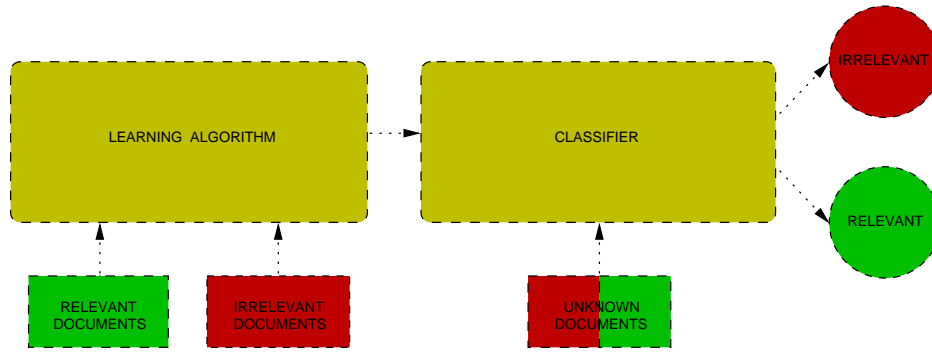 IRRELEVANT
LEARNING ALGORITHM
CLASSIFIER
RELEVANT
RELEVANT
DOCUMENTS
IRRELEVANT
DOCUMENTS
UNKNOWN
DOCUMENTS